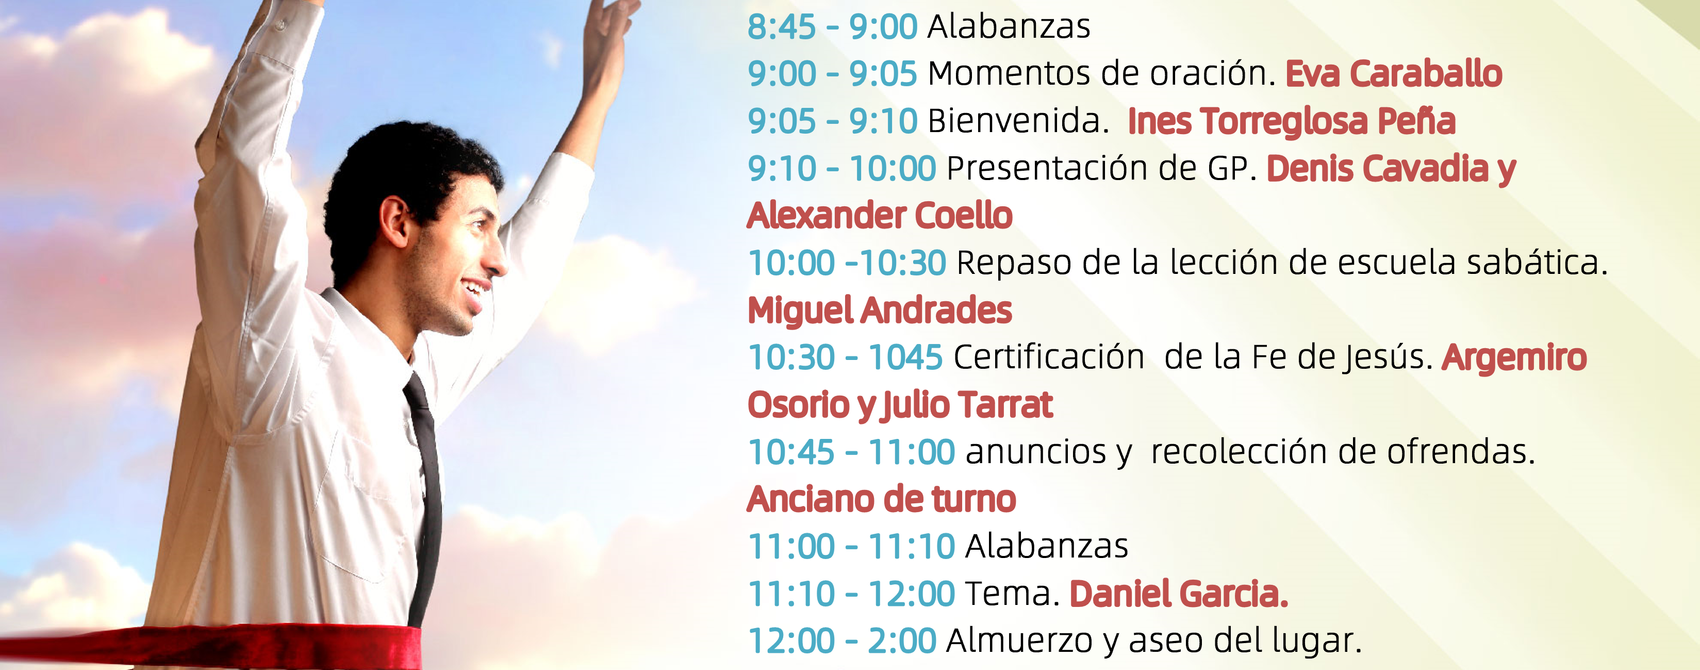 8:45 - 9:00 Alabanzas
9:00 - 9:05 Momentos de oración. Eva Caraballo
9:05 - 9:10 Bienvenida.  Ines Torreglosa Peña
9:10 - 10:00 Presentación de GP. Denis Cavadia y
Alexander Coello
10:00 -10:30 Repaso de la lección de escuela sabática.
Miguel Andrades
10:30 - 1045 Certificación  de la Fe de Jesús. Argemiro
Osorio y Julio Tarrat
10:45 - 11:00 anuncios y  recolección de ofrendas.
Anciano de turno
11:00 - 11:10 Alabanzas
11:10 - 12:00 Tema. Daniel Garcia.
12:00 - 2:00 Almuerzo y aseo del lugar.